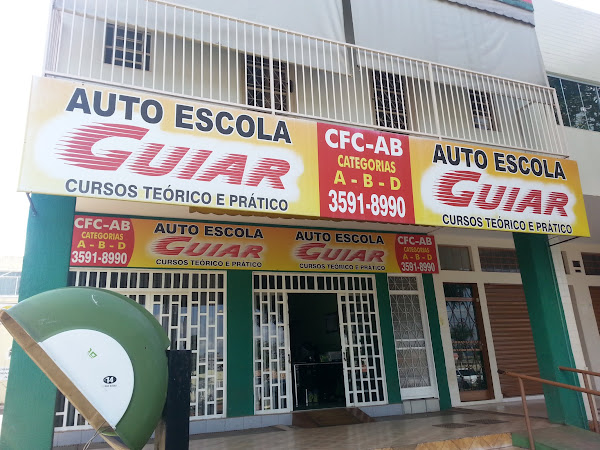 AUTO ESCOLA
GUIAR
CURSOS TEÓRICO E PRÁTICO
CFC-AB
CATEGORIAS
A - B - D
3591-8990
AUTO ESCOLA
GUIAR
CURSOS TEÓRICO E PRÁTICO
CFC-AB
CATEGORIAS
A - B - D
3591-8990
AUTO ESCOLA
GUIAR
CURSOS TEÓRICO E PRÁTICO
AUTO ESCOLA
GUIAR
CURSOS TEÓRICO E PRÁTICO
CFC-AB
CATEGORIAS
A - B - D
3581-8990
14